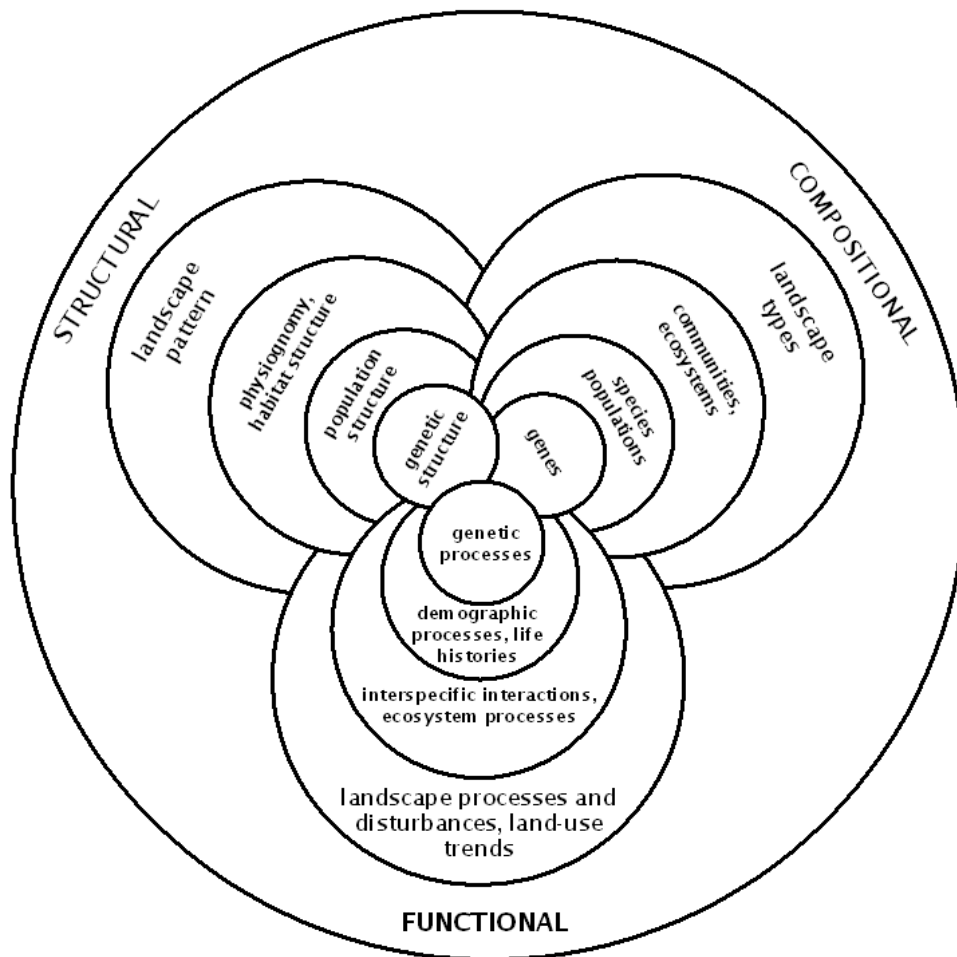 STRUCTURAL
landscape
pattern
physiognomy,
habitat structure
population
structure
genetic
structure
COMPOSITIONAL
landscape
types
communities,
ecosystems
species
populations
genes
genetic
processes
demographic
processes, life
histories
interspecific interactions,
ecosystem processes
landscape processes and
disturbances, land-use
trends
FUNCTIONAL